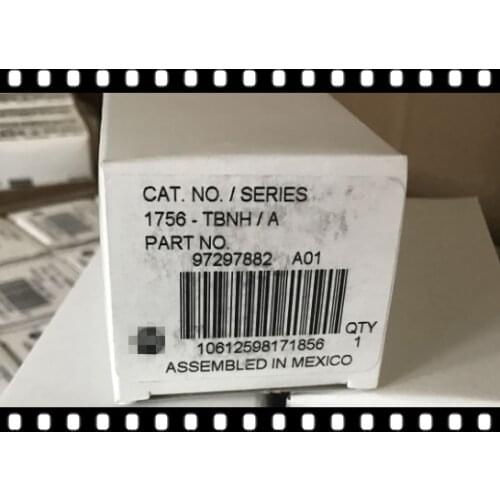 CAT. NO. / SERIES
1756 - TBNH / A
PART NO.
97297882 A01
10612598171856
QTY
1
ASSEMBLED IN MEXICO